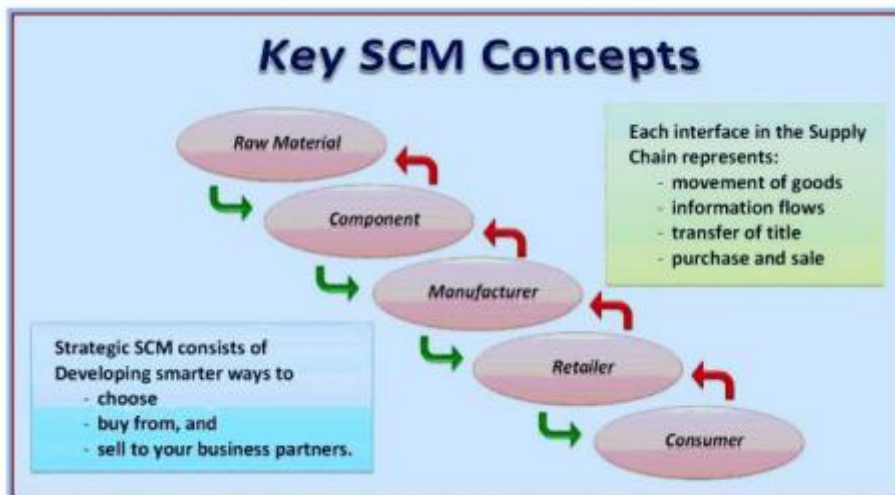 Key SCM Concepts
Raw Material
Component
Manufacturer
Retailer
Consumer
Each interface in the Supply
Chain represents:
- movement of goods
- information flows
- transfer of title
- purchase and sale
Strategic SCM consists of
Developing smarter ways to
- choose
- buy from, and
- sell to your business partners.